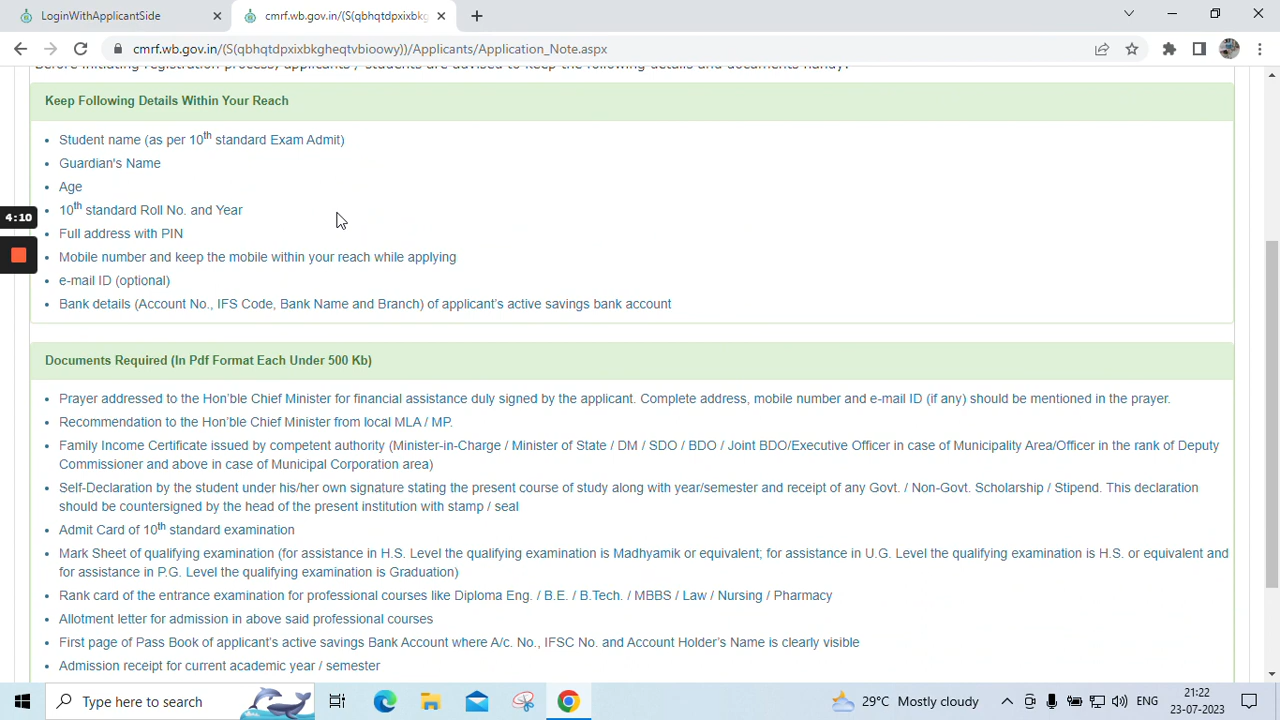 LoginWithApplicantSide
cmrf.wb.gov.in/(S(qbhqtdpxixbkg
cmrf.wb.gov.in/(S(qbhqtdpxixbkgheqtvbioowy))/Applicants/Application_Note.aspx
Before initiating registration process, applicants / students are advised to keep the following details and documents handy.
Keep Following Details Within Your Reach
• Student name (as per 10th standard Exam Admit)
• Guardian's Name
• Age
• 10th standard Roll No. and Year
4:10
• Full address with PIN
• Mobile number and keep the mobile within your reach while applying
• e-mail ID (optional)
• Bank details (Account No., IFS Code, Bank Name and Branch) of applicant's active savings bank account
Documents Required (In Pdf Format Each Under 500 Kb)
• Prayer addressed to the Hon'ble Chief Minister for financial assistance duly signed by the applicant. Complete address, mobile number and e-mail ID (if any) should be mentioned in the prayer.
• Recommendation to the Hon'ble Chief Minister from local MLA / MP.
• Family Income Certificate issued by competent authority (Minister-in-Charge / Minister of State / DM / SDO / BDO / Joint BDO/Executive Officer in case of Municipality Area/Officer in the rank of Deputy
Commissioner and above in case of Municipal Corporation area)
• Self-Declaration by the student under his/her own signature stating the present course of study along with year/semester and receipt of any Govt. / Non-Govt. Scholarship / Stipend. This declaration
should be countersigned by the head of the present institution with stamp / seal
• Admit Card of 10th standard examination
• Mark Sheet of qualifying examination (for assistance in H.S. Level the qualifying examination is Madhyamik or equivalent; for assistance in U.G. Level the qualifying examination is H.S. or equivalent and
for assistance in P.G. Level the qualifying examination is Graduation)
• Rank card of the entrance examination for professional courses like Diploma Eng. / B.E. / B.Tech. / MBBS / Law / Nursing / Pharmacy
• Allotment letter for admission in above said professional courses
• First page of Pass Book of applicant's active savings Bank Account where A/c. No., IFSC No. and Account Holder's Name is clearly visible
• Admission receipt for current academic year / semester
Type here to search
29°C Mostly cloudy
ENG
21:22
23-07-2023